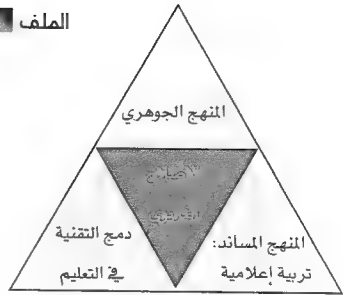 الملف
المنهج الجوهري
المنهج المساند:
تربية إعلامية
دمج التقنية
في التعليم